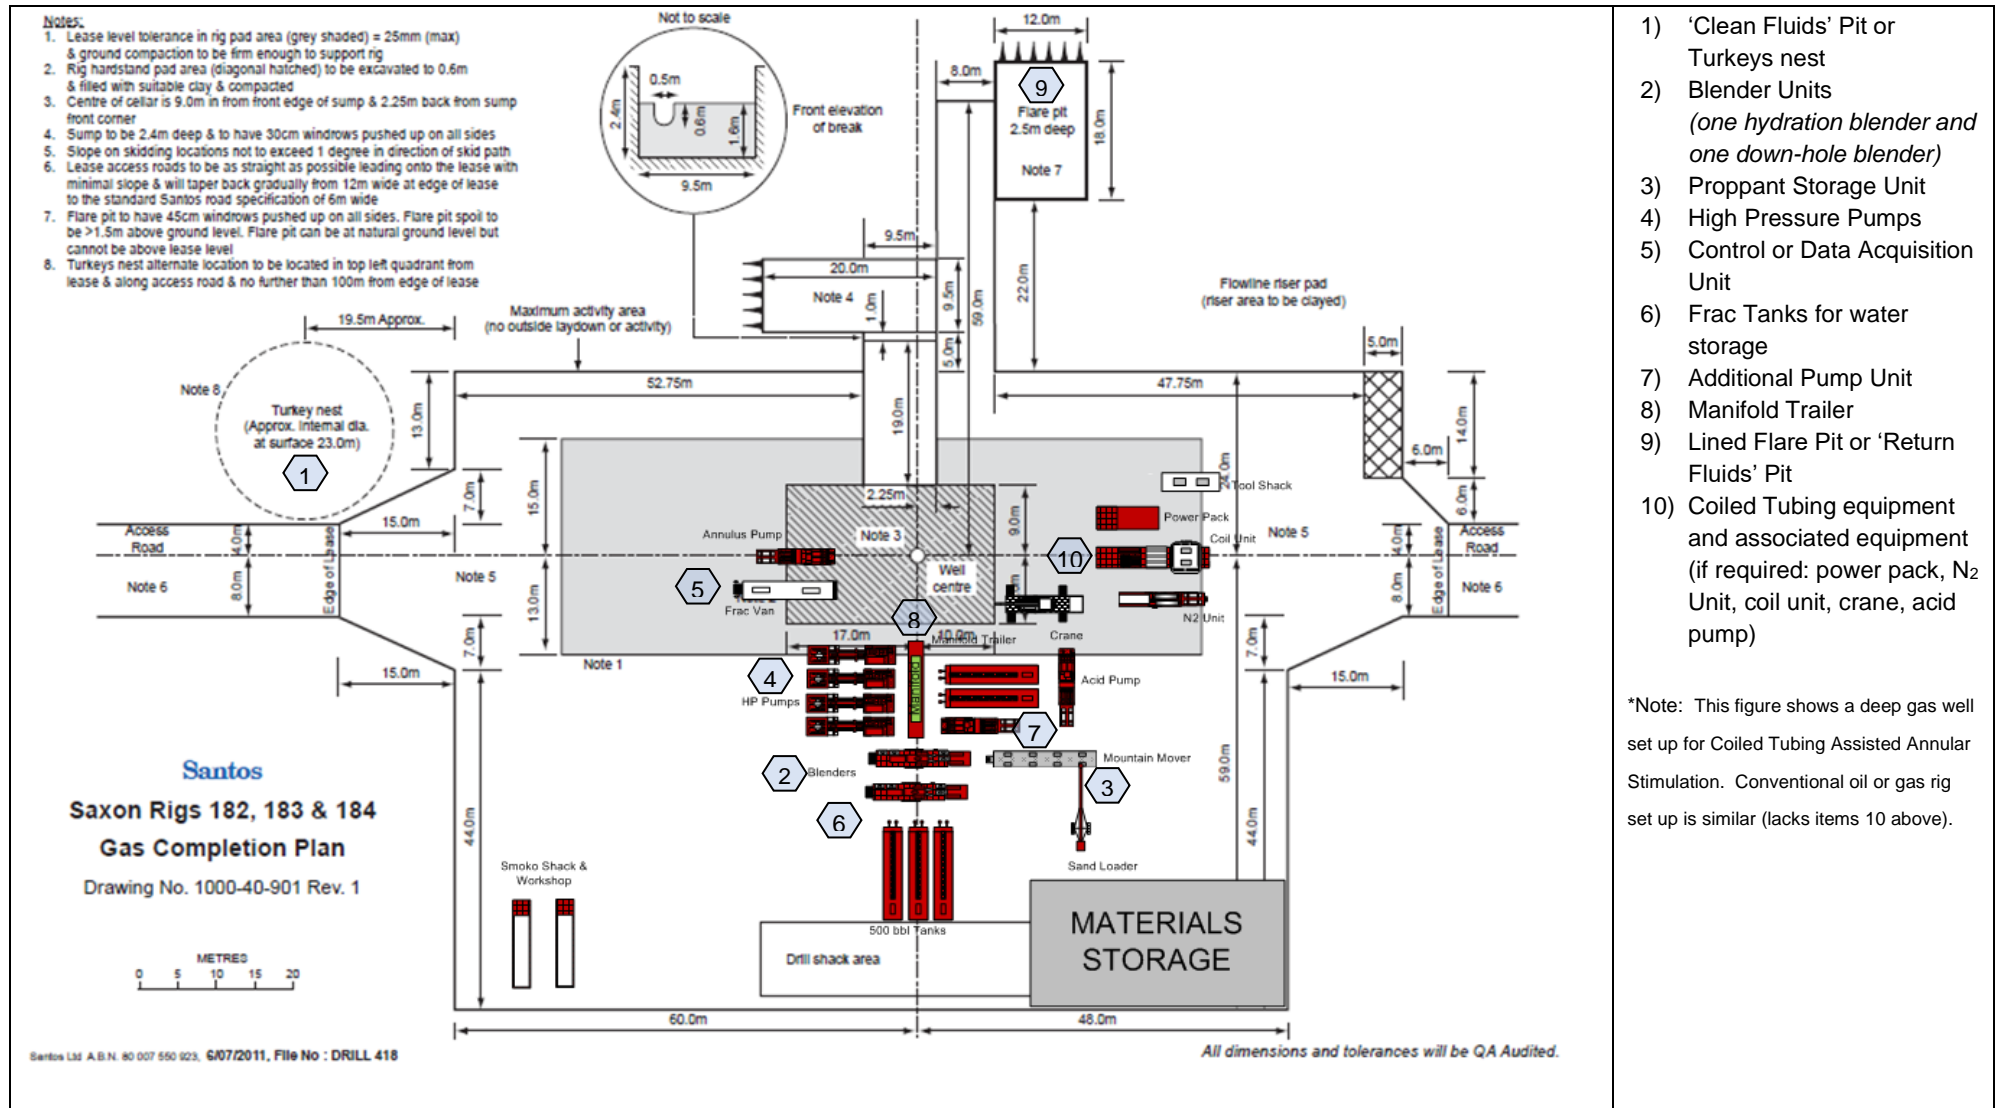 Notes:
1. Lease level tolerance in rig pad area (grey shaded) = 25mm (max)
& ground compaction to be firm enough to support rig
2. Rig hardstand pad area (diagonal hatched) to be excavated to 0.6m
& filled with suitable clay & compacted
3. Centre of cellar is 9.0m in from front edge of sump & 2.25m back from sump
front corner
4. Sump to be 2.4m deep & to have 30cm windrows pushed up on all sides
5. Slope on skidding locations not to exceed 1 degree in direction of skid path
6. Lease access roads to be as straight as possible leading onto the lease with
minimal slope & will taper back gradually from 12m wide at edge of lease
to the standard Santos road specification of 6m wide
7. Flare pit to have 45cm windrows pushed up on all sides. Flare pit spoil to
be >1.5m above ground level. Flare pit can be at natural ground level but
cannot be above lease level
8. Turkeys nest alternate location to be located in top left quadrant from
lease & along access road & no further than 100m from edge of lease
Not to scale
0.5m
2.4m
0.6m
1.6m
9.5m
Front elevation
of break
12.0m
8.0m
9
Flare pit
2.5m deep
Note 7
18.0m
9.5m
20.0m
Note 4
1.0m
9.5m
59.0m
22.0m
5.0m
Flowline riser pad
(riser area to be clayed)
19.5m Approx.
Maximum activity area
(no outside laydown or activity)
5.0m
Note 8
Turkey nest
(Approx. Internal dia.
at surface 23.0m)
1
13.0m
52.75m
47.75m
19.0m
14.0m
6.0m
7.0m
15.0m
24.0m
Tool Shack
2.25m
9.0m
6.0m
Access
Road
4.0m
15.0m
Annulus Pump
Note 3
Power Pack
Coil Unit
Note 5
10
4.0m
Access
Road
Note 6
8.0m
Edge of Lease
Note 5
5
Frac Van
13.0m
Well
centre
N2 Unit
8.0m
Edge of Lease
Note 6
8
17.0m
10.0m
Manifold Trailer
Crane
7.0m
Note 1
7.0m
15.0m
4
HP Pumps
Acid Pump
15.0m
7
2
Blenders
Mountain Mover
59.0m
3
6
44.0m
44.0m
Sand Loader
Smoko Shack &
Workshop
500 bbl Tanks
Drill shack area
MATERIALS
STORAGE
60.0m
48.0m
Santos
Saxon Rigs 182, 183 & 184
Gas Completion Plan
Drawing No. 1000-40-901 Rev. 1
METRES
0 5 10 15 20
Santos Ltd A.B.N. 80 007 550 923, 6/07/2011, File No : DRILL 418
All dimensions and tolerances will be QA Audited.
1) ‘Clean Fluids’ Pit or
Turkeys nest
2) Blender Units
(one hydration blender and
one down-hole blender)
3) Proppant Storage Unit
4) High Pressure Pumps
5) Control or Data Acquisition
Unit
6) Frac Tanks for water
storage
7) Additional Pump Unit
8) Manifold Trailer
9) Lined Flare Pit or ‘Return
Fluids’ Pit
10) Coiled Tubing equipment
and associated equipment
(if required: power pack, N2
Unit, coil unit, crane, acid
pump)
*Note: This figure shows a deep gas well
set up for Coiled Tubing Assisted Annular
Stimulation. Conventional oil or gas rig
set up is similar (lacks items 10 above).